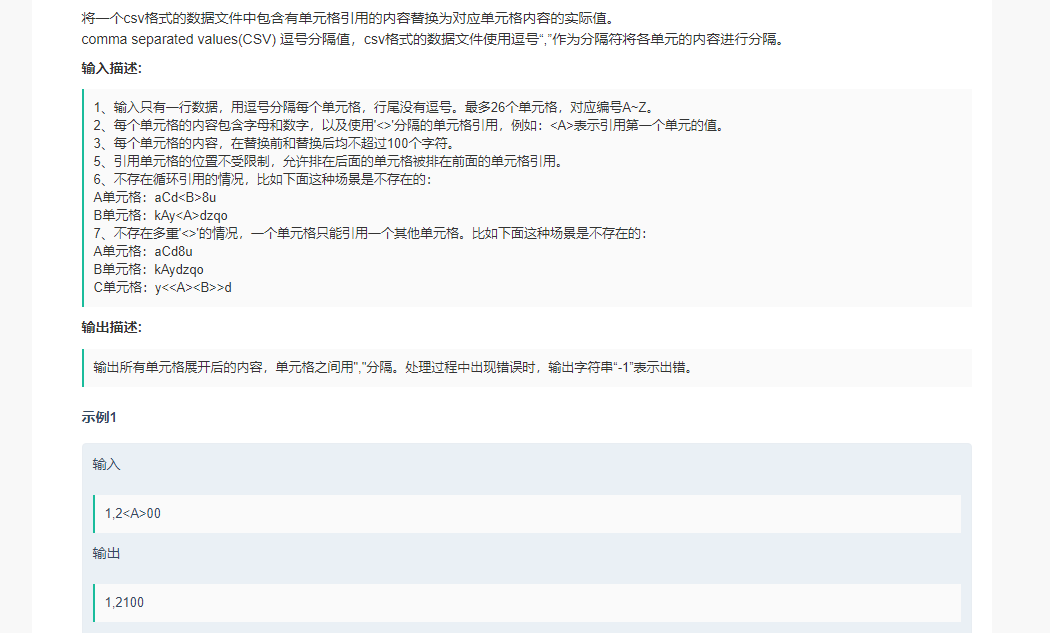 将一个csv格式的数据文件中包含有单元格引用的内容替换为对应单元格内容的实际值。
comma separated values(CSV) 逗号分隔值，csv格式的数据文件使用逗号“,”作为分隔符将各单元的内容进行分隔。
输入描述:
1、输入只有一行数据，用逗号分隔每个单元格，行尾没有逗号。最多26个单元格，对应编号A~Z。
2、每个单元格的内容包含字母和数字，以及使用'<>'分隔的单元格引用，例如：<A>表示引用第一个单元的值。
3、每个单元格的内容，在替换前和替换后均不超过100个字符。
5、引用单元格的位置不受限制，允许排在后面的单元格被排在前面的单元格引用。
6、不存在循环引用的情况，比如下面这种场景是不存在的：
A单元格：aCd<B>8u
B单元格：kAy<A>dzqo
7、不存在多重'<>'的情况，一个单元格只能引用一个其他单元格。比如下面这种场景是不存在的：
A单元格：aCd8u
B单元格：kAydzqo
C单元格：y<<A><B>>d
输出描述:
输出所有单元格展开后的内容，单元格之间用","分隔。处理过程中出现错误时，输出字符串“-1”表示出错。
示例1
输入
1,2<A>00
输出
1,2100